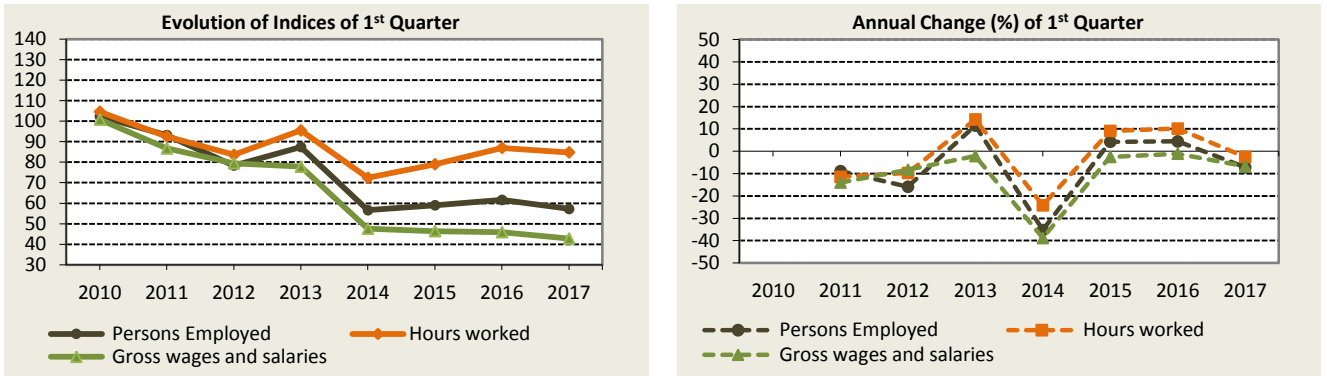 Evolution of Indices of 1st Quarter
140
130
120
110
100
90
80
70
60
50
40
30
2010 2011 2012 2013 2014 2015 2016 2017
Persons Employed Hours worked
Gross wages and salaries
Annual Change (%) of 1st Quarter
50
40
30
20
10
0
-10
-20
-30
-40
-50
2010 2011 2012 2013 2014 2015 2016 2017
Persons Employed Hours worked
Gross wages and salaries